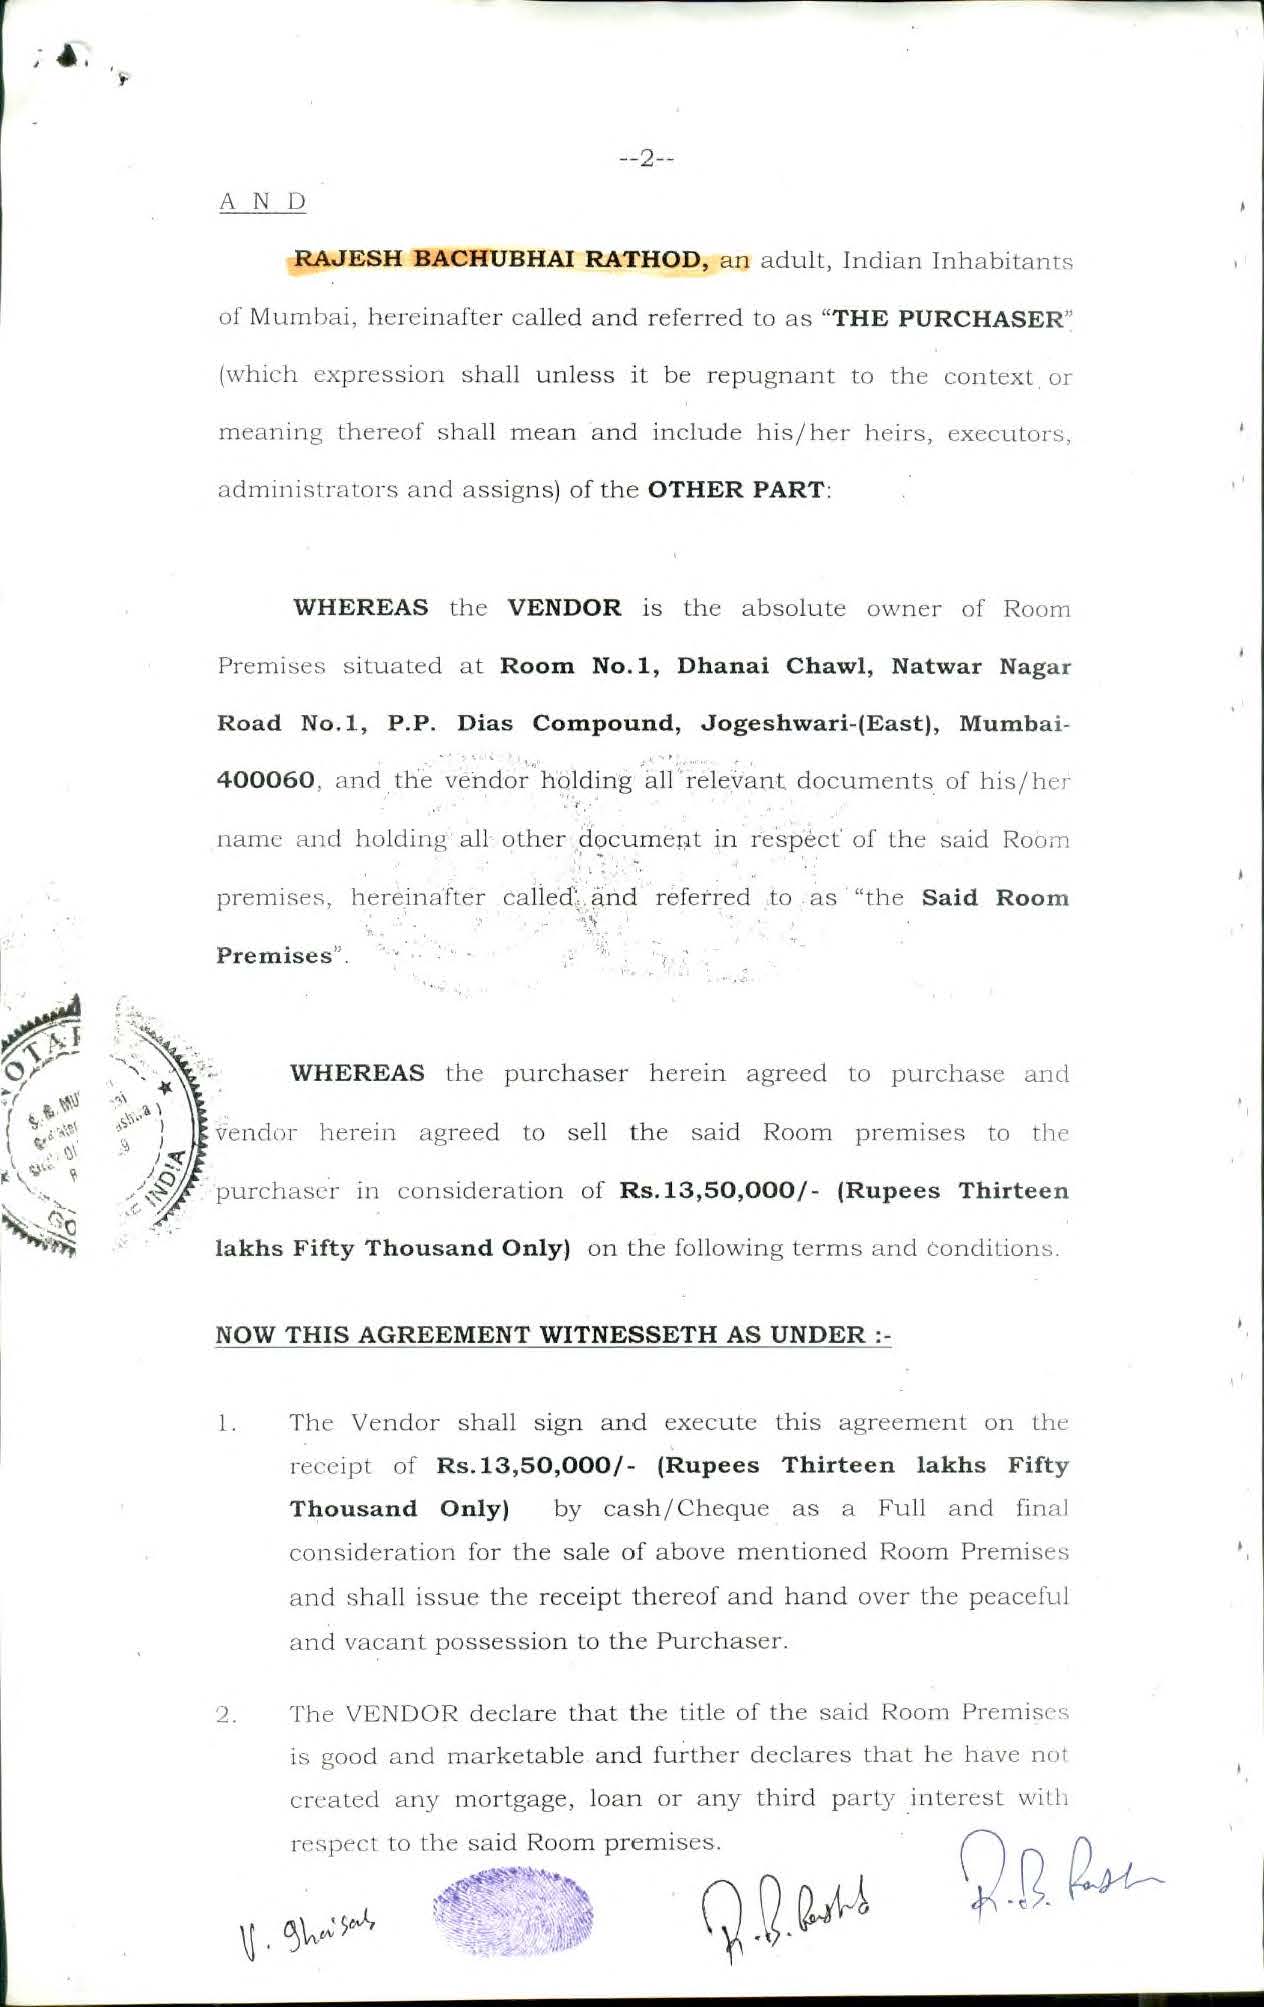 --2--
A N D
RAJESH BACHUBHAI RATHOD, an adult, Indian Inhabitants
of Mumbai, hereinafter called and referred to as “THE PURCHASER”
(which expression shall unless it be repugnant to the context or
meaning thereof shall mean and include his/her heirs, executors,
administrators and assigns) of the OTHER PART:
WHEREAS the VENDOR is the absolute owner of Room
Premises situated at Room No.1, Dhanai Chawl, Natwar Nagar
Road No.1, P.P. Dias Compound, Jogeshwari-(East), Mumbai-
400060, and the vendor holding all relevant documents of his/her
name and holding all other document in respect of the said Room
premises, hereinafter called and referred to as “the Said Room
Premises”.
WHEREAS the purchaser herein agreed to purchase and
vendor herein agreed to sell the said Room premises to the
purchaser in consideration of Rs.13,50,000/- (Rupees Thirteen
lakhs Fifty Thousand Only) on the following terms and conditions.
NOW THIS AGREEMENT WITNESSETH AS UNDER :-
1. The Vendor shall sign and execute this agreement on the
receipt of Rs.13,50,000/- (Rupees Thirteen lakhs Fifty
Thousand Only) by cash/Cheque as a Full and final
consideration for the sale of above mentioned Room Premises
and shall issue the receipt thereof and hand over the peaceful
and vacant possession to the Purchaser.
2. The VENDOR declare that the title of the said Room Premises
is good and marketable and further declares that he have not
created any mortgage, loan or any third party interest with
respect to the said Room premises.
INDIA
V.
R.B.
R.B.